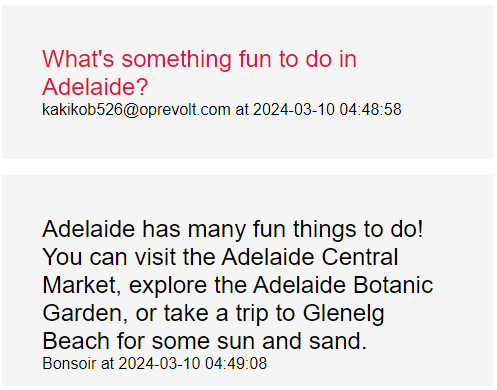 What's something fun to do in
Adelaide?
kakikob526@oprevolt.com at 2024-03-10 04:48:58
Adelaide has many fun things to do!
You can visit the Adelaide Central
Market, explore the Adelaide Botanic
Garden, or take a trip to Glenelg
Beach for some sun and sand.
Bonsoir at 2024-03-10 04:49:08